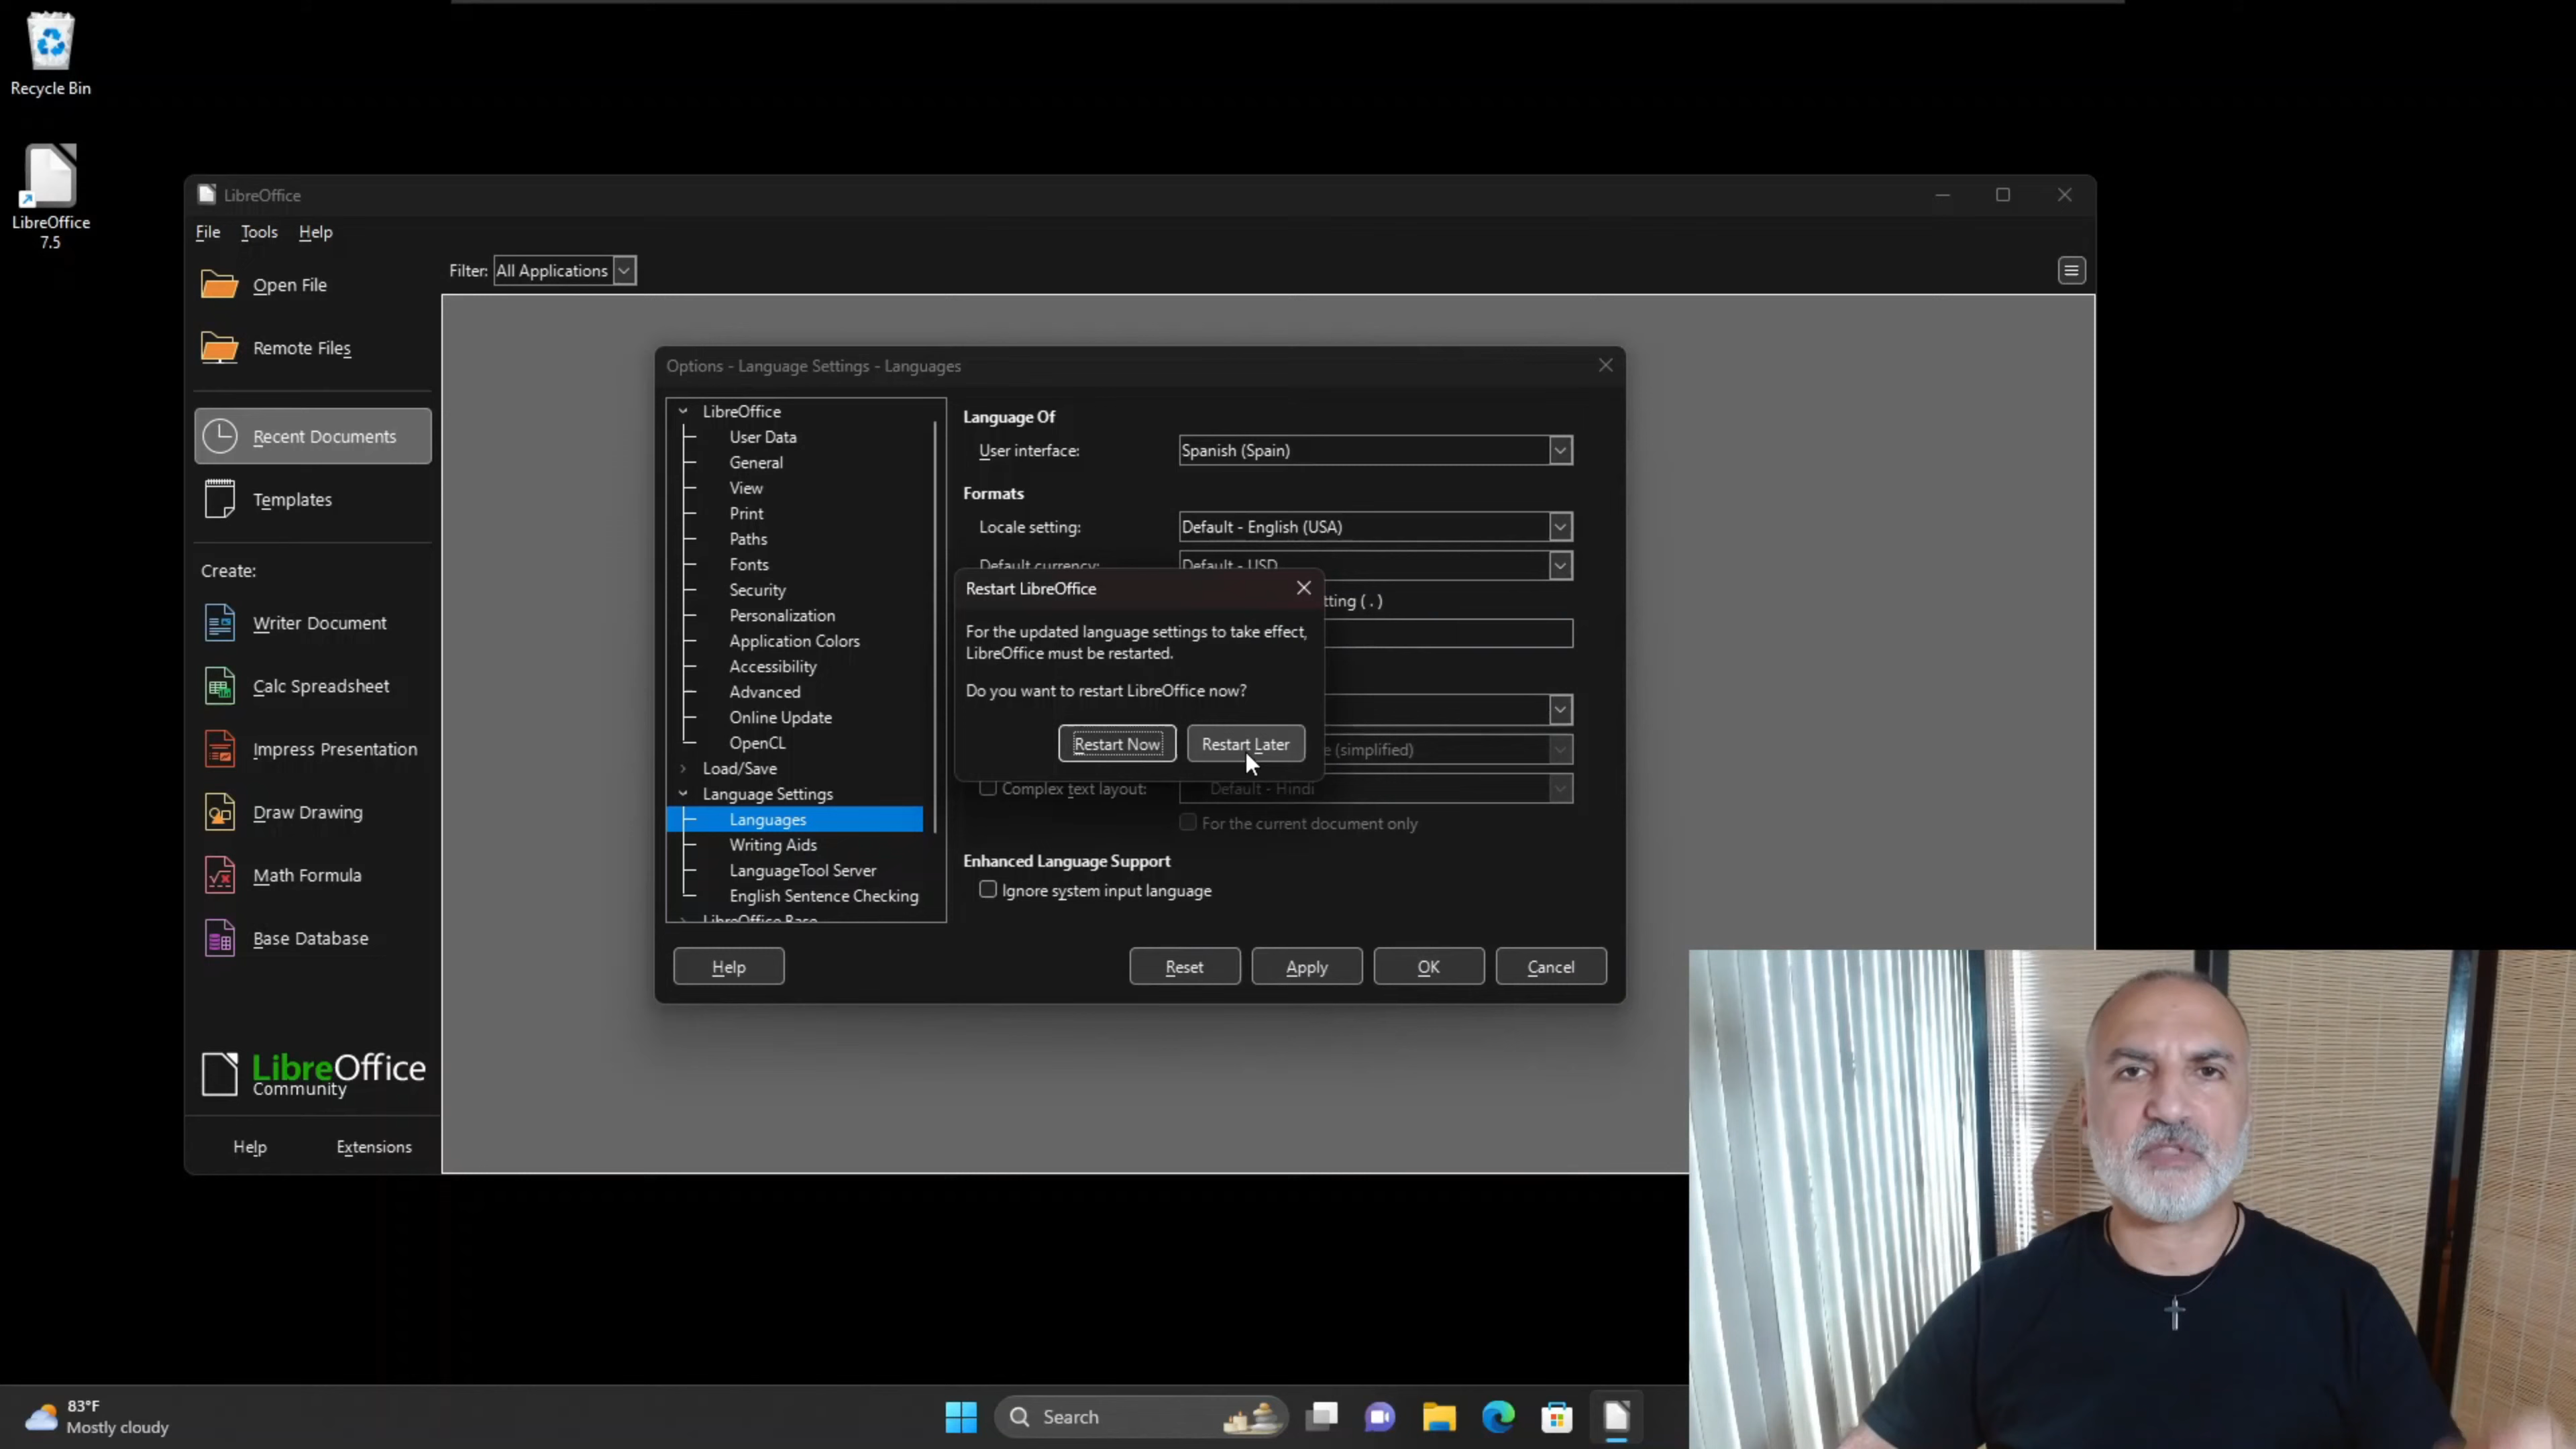 Recycle Bin
LibreOffice
7.5
LibreOffice
File Tools Help
Open File
Remote Files
Recent Documents
Templates
Create:
Writer Document
Calc Spreadsheet
Impress Presentation
Draw Drawing
Math Formula
Base Database
LibreOffice
Community
Help Extensions
Filter: All Applications
Options - Language Settings - Languages
LibreOffice
User Data
General
View
Print
Paths
Fonts
Security
Personalization
Application Colors
Accessibility
Advanced
Online Update
OpenCL
Load/Save
Language Settings
Languages
Writing Aids
LanguageTool Server
English Sentence Checking
LibreOffice Base
Language Of
User interface: Spanish (Spain)
Formats
Locale setting: Default - English (USA)
Default currency: Default - USD
tting ( . )
Restart LibreOffice
For the updated language settings to take effect,
LibreOffice must be restarted.
Do you want to restart LibreOffice now?
Restart Now Restart Later
e (simplified)
Complex text layout: Default - Hindi
For the current document only
Enhanced Language Support
Ignore system input language
Help Reset Apply OK Cancel
83°F
Mostly cloudy
Search